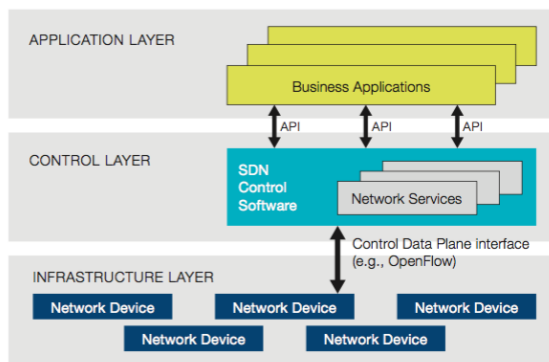 APPLICATION LAYER
Business Applications
API
API
API
CONTROL LAYER
SDN
Control
Software
Network Services
Control Data Plane interface
(e.g., OpenFlow)
INFRASTRUCTURE LAYER
Network Device
Network Device
Network Device
Network Device
Network Device